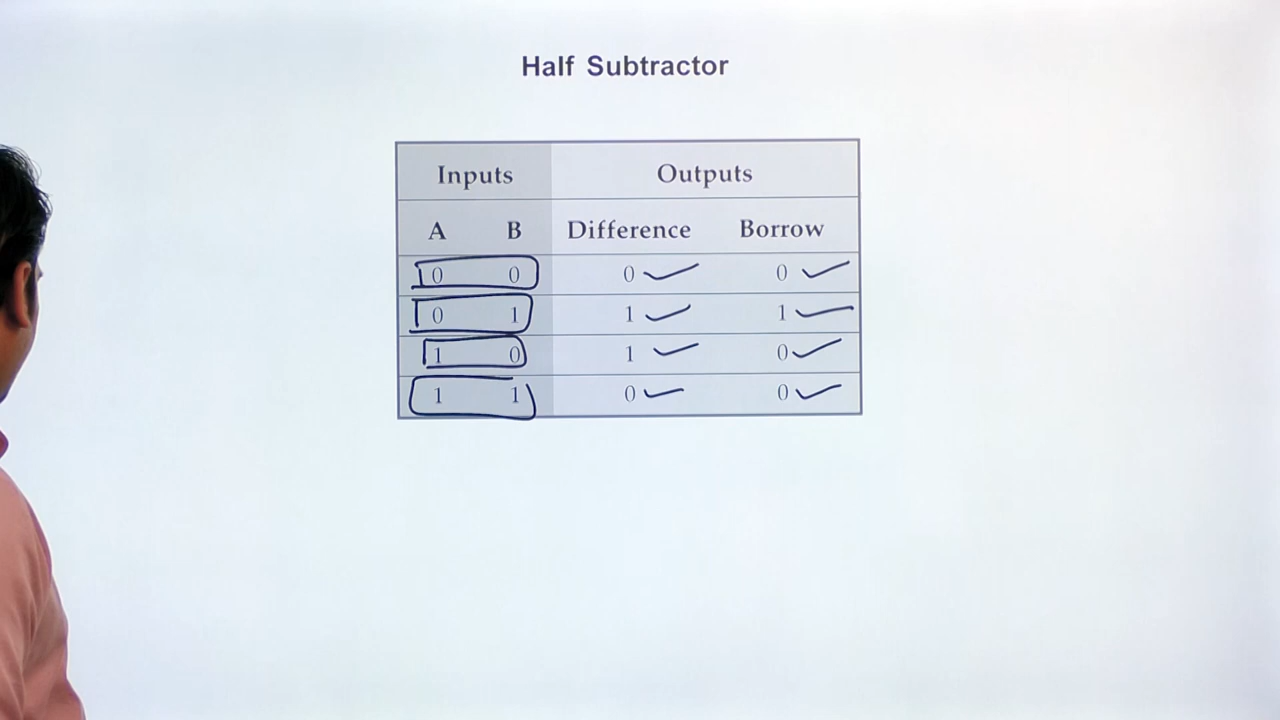 Half Subtractor
Inputs Outputs
A B Difference Borrow
0 0 0 0
0 1 1 1
1 0 1 0
1 1 0 0